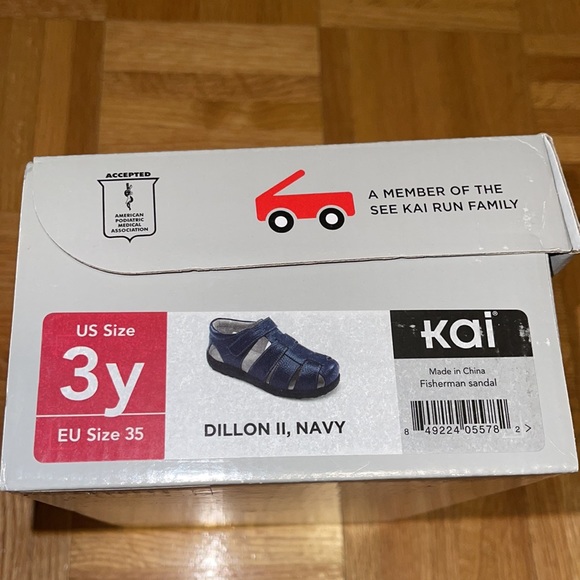 ACCEPTED
AMERICAN
PODIATRIC
MEDICAL
ASSOCIATION
A MEMBER OF THE
SEE KAI RUN FAMILY
US Size
3y
EU Size 35
DILLON II, NAVY
Kai
Made in China
Fisherman sandal
8 49224 05578 2 >